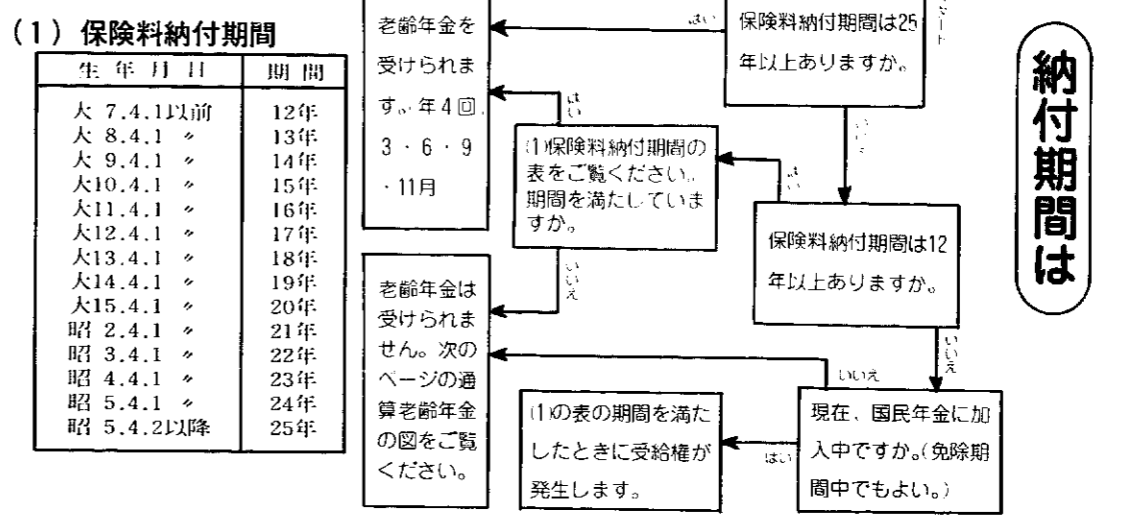 納付期間は
(1) 保険料納付期間
生年月日 期間
大 7.4.1以前 12年
大 8.4.1 〃 13年
大 9.4.1 〃 14年
大10.4.1 〃 15年
大11.4.1 〃 16年
大12.4.1 〃 17年
大13.4.1 〃 18年
大14.4.1 〃 19年
大15.4.1 〃 20年
昭 2.4.1 〃 21年
昭 3.4.1 〃 22年
昭 4.4.1 〃 23年
昭 5.4.1 〃 24年
昭 5.4.2以降 25年
保険料納付期間は25
年以上ありますか。
はい
いいえ
老齢年金を
受けられま
す。年4回、
3・6・9
・11月
保険料納付期間は12
年以上ありますか。
はい
いいえ
(1)保険料納付期間の
表をご覧ください。
期間を満たしていま
すか。
はい
いいえ
老齢年金は
受けられま
せん。次の
ページの通
算老齢年金
の図をご覧
ください。
現在、国民年金に加
入中ですか。(免除期
間中でもよい。)
いいえ
はい
(1)の表の期間を満た
したときに受給権が
発生します。